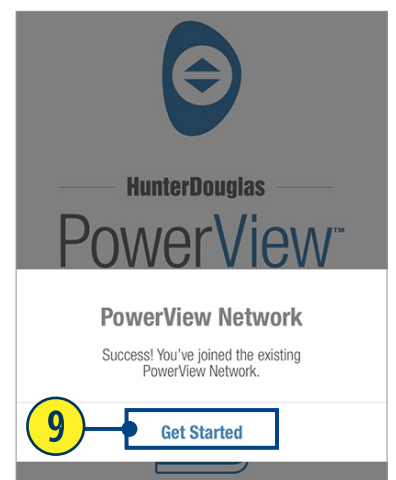 HunterDouglas
PowerView™
PowerView Network
Success! You've joined the existing
PowerView Network.
9
Get Started